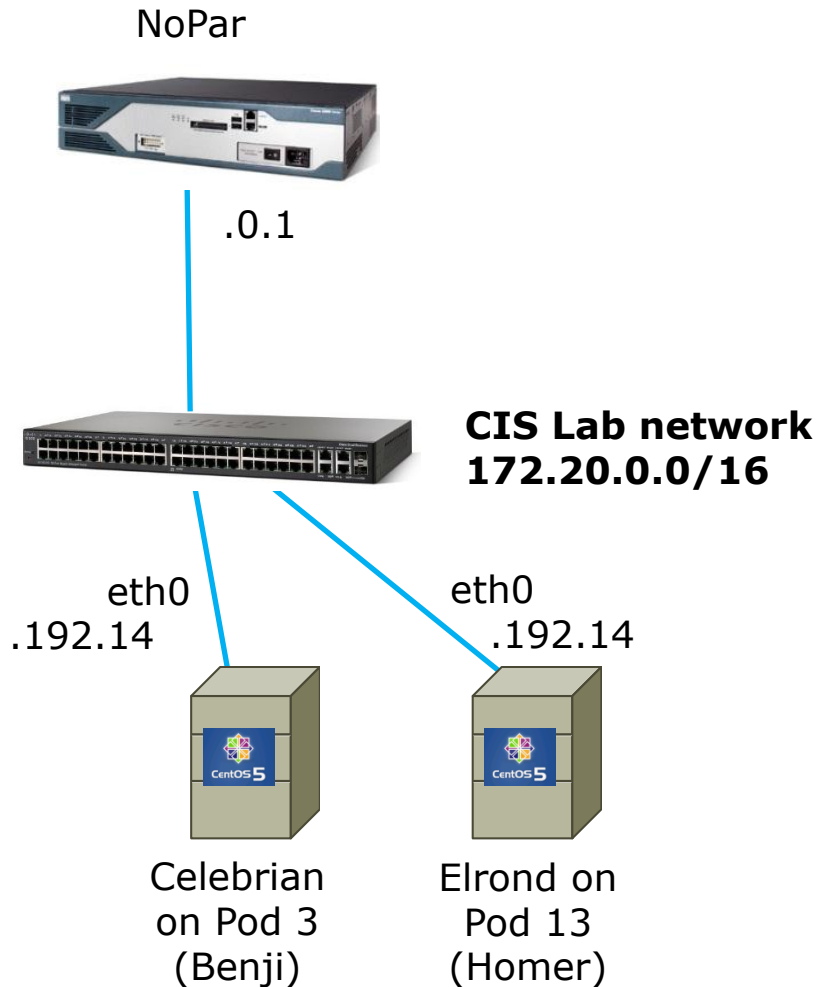 NoPar
.0.1
CIS Lab network
172.20.0.0/16
eth0
.192.14
eth0
.192.14
CentOS 5
CentOS 5
Celebrian
on Pod 3
(Benji)
Elrond on
Pod 13
(Homer)